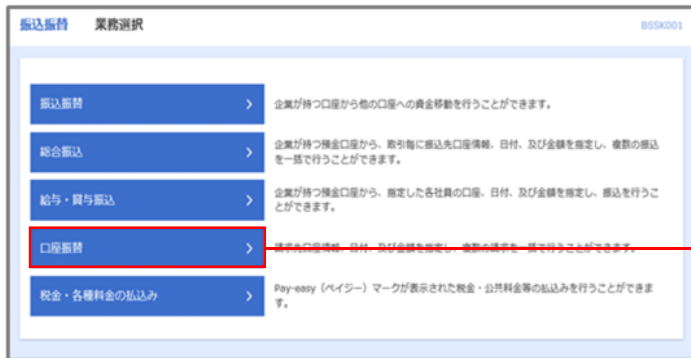 振込振替 業務選択 BSSK001
振込振替
企業が持つ口座から他の口座への資金移動を行うことができます。
総合振込
企業が持つ預金口座から、取引毎に振込先口座情報、日付、及び金額を指定し、複数の振込
を一括で行うことができます。
給与・賞与振込
企業が持つ預金口座から、指定した各社員の口座、日付、及び金額を指定し、振込を行うこ
とができます。
口座振替
請求先口座情報、日付、及び金額を指定し、複数の請求を一括で行うことができます。
税金・各種料金の払込み
Pay-easy（ペイジー）マークが表示された税金・公共料金等の払込みを行うことができま
す。